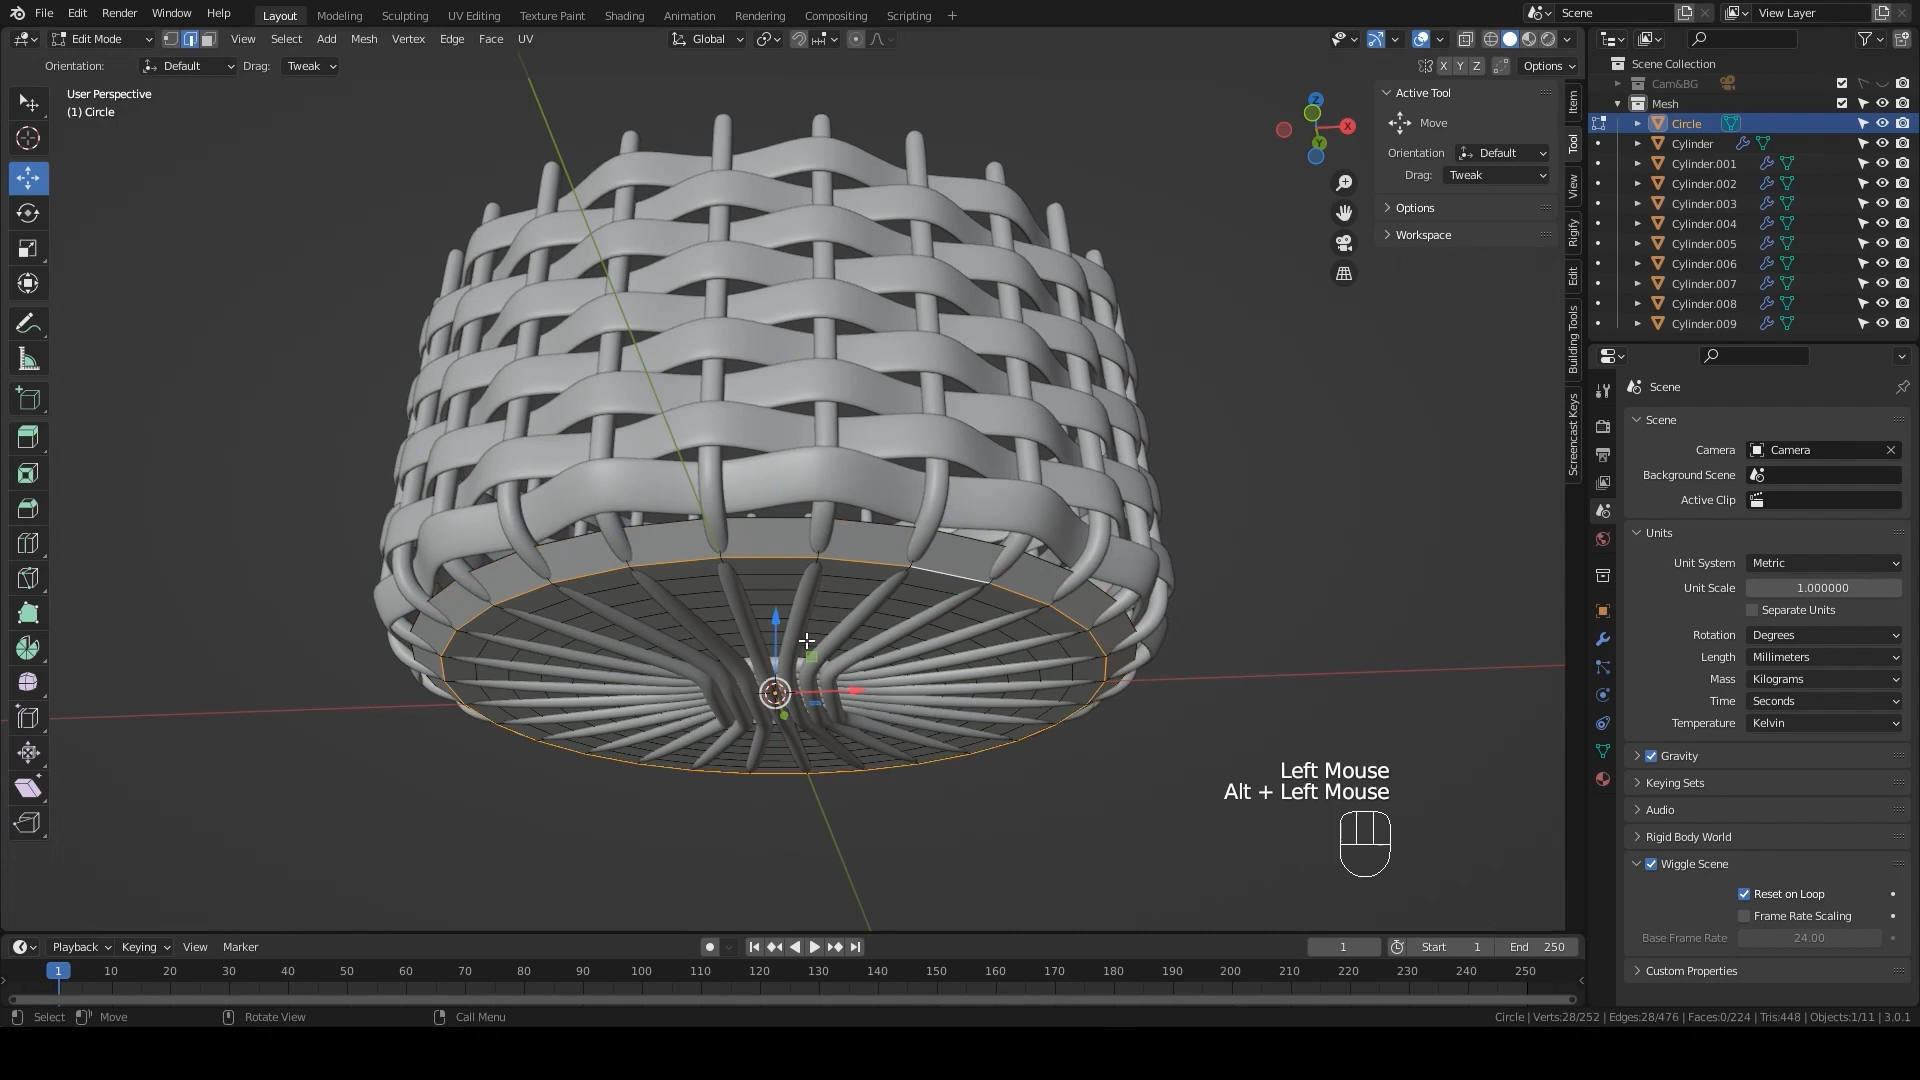 File Edit Render Window Help Layout Modeling Sculpting UV Editing Texture Paint Shading Animation Rendering Compositing Scripting + Scene View Layer
Edit Mode View Select Add Mesh Vertex Edge Face UV Global
Orientation: Default Drag: Tweak X Y Z Options
User Perspective
(1) Circle
Z
X
Y
Active Tool
Move
Orientation Default
Drag: Tweak
Options
Workspace
Item
Tool
View
Rigify
Edit
Building Tools
Screencast Keys
Scene Collection
Cam&BG
Mesh
Circle
Cylinder
Cylinder.001
Cylinder.002
Cylinder.003
Cylinder.004
Cylinder.005
Cylinder.006
Cylinder.007
Cylinder.008
Cylinder.009
Scene
Scene
Camera Camera
Background Scene
Active Clip
Units
Unit System Metric
Unit Scale 1.000000
Separate Units
Rotation Degrees
Length Millimeters
Mass Kilograms
Time Seconds
Temperature Kelvin
Gravity
Keying Sets
Audio
Rigid Body World
Wiggle Scene
Reset on Loop
Frame Rate Scaling
Base Frame Rate 24.00
Custom Properties
Left Mouse
Alt + Left Mouse
Playback Keying View Marker 1 Start 1 End 250
1 10 20 30 40 50 60 70 80 90 100 110 120 130 140 150 160 170 180 190 200 210 220 230 240 250
Select Move Rotate View Call Menu Circle | Verts:28/252 | Edges:28/476 | Faces:0/224 | Tris:448 | Objects:1/11 | 3.0.1